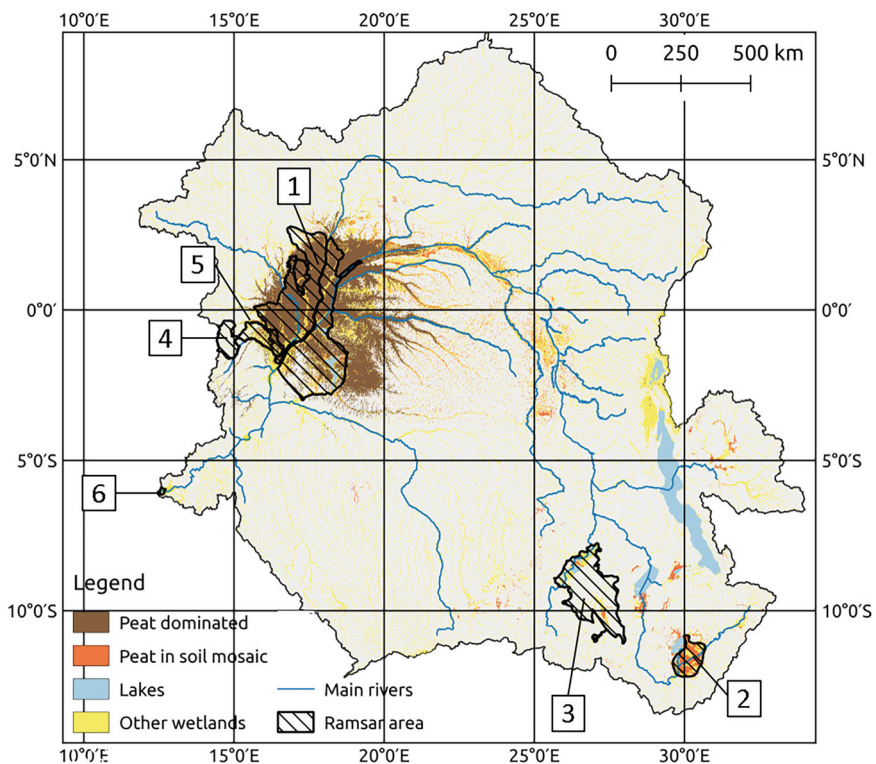 10°0′E 15°0′E 20°0′E 25°0′E 30°0′E
0 250 500 km
5°0′N 5°0′N
1
5
0°0′ 0°0′
4
5°0′S 5°0′S
6
Legend
10°0′S 10°0′S
Peat dominated
Peat in soil mosaic
Lakes Main rivers
Other wetlands Ramsar area
3
2
10°0′E 15°0′E 20°0′E 25°0′E 30°0′E